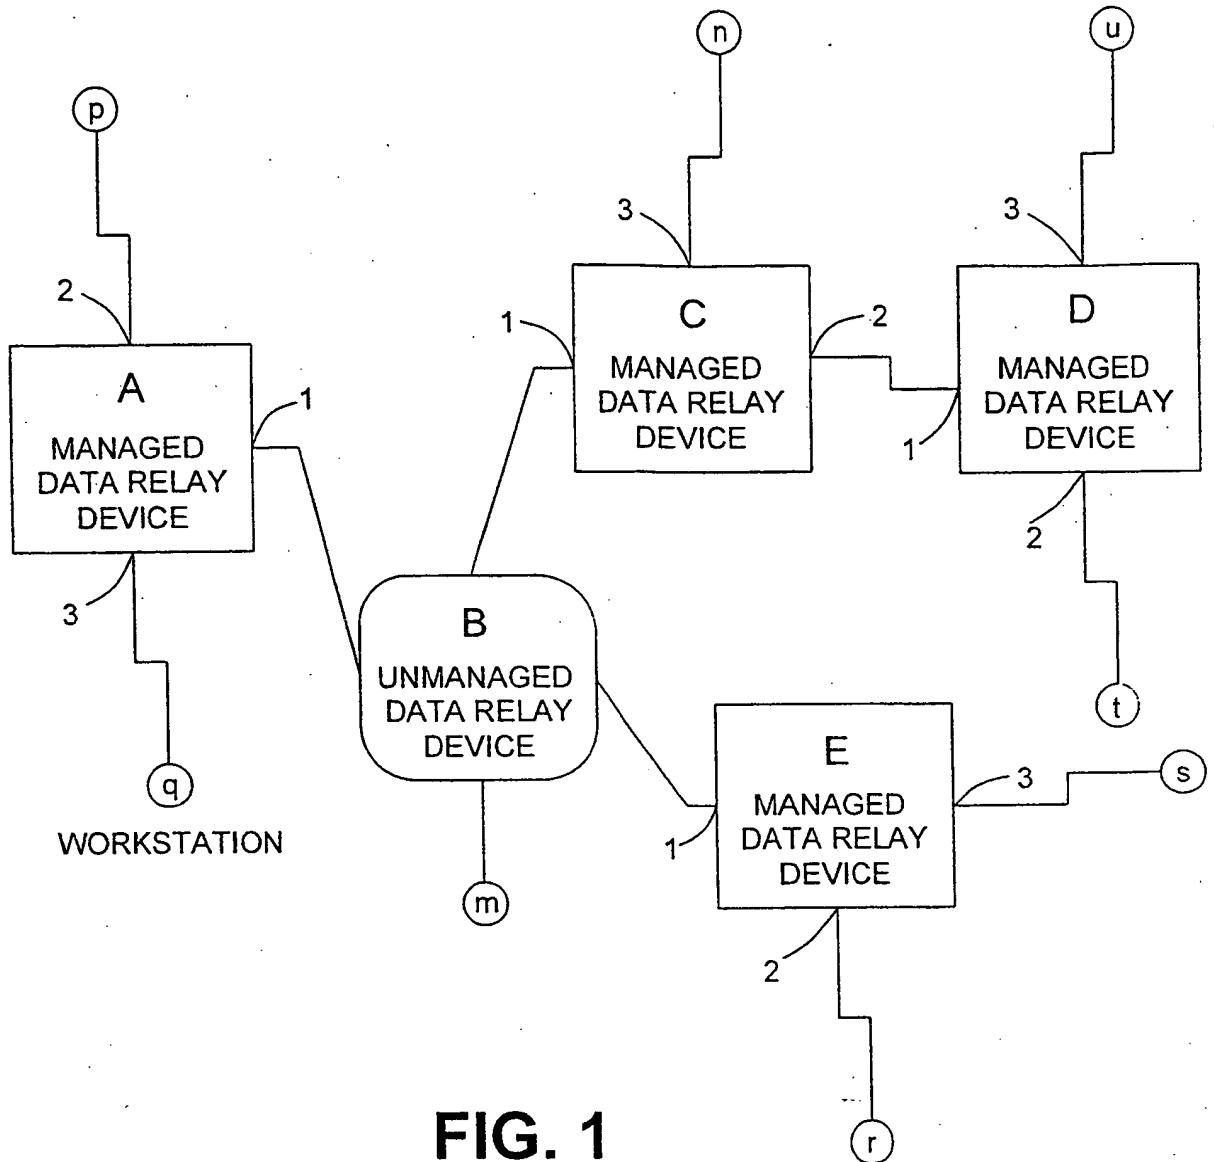 n
u
p
3
3
2
1
C
MANAGED
DATA RELAY
DEVICE
2
D
MANAGED
DATA RELAY
DEVICE
1
A
MANAGED
DATA RELAY
DEVICE
1
2
3
B
UNMANAGED
DATA RELAY
DEVICE
t
q
WORKSTATION
E
MANAGED
DATA RELAY
DEVICE
3
s
1
m
2
r
FIG. 1